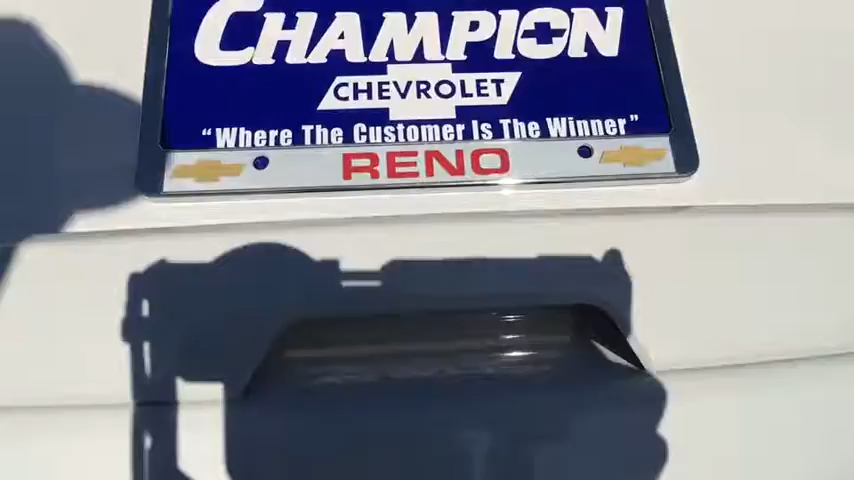 CHAMPION
CHEVROLET
"Where The Customer Is The Winner"
RENO